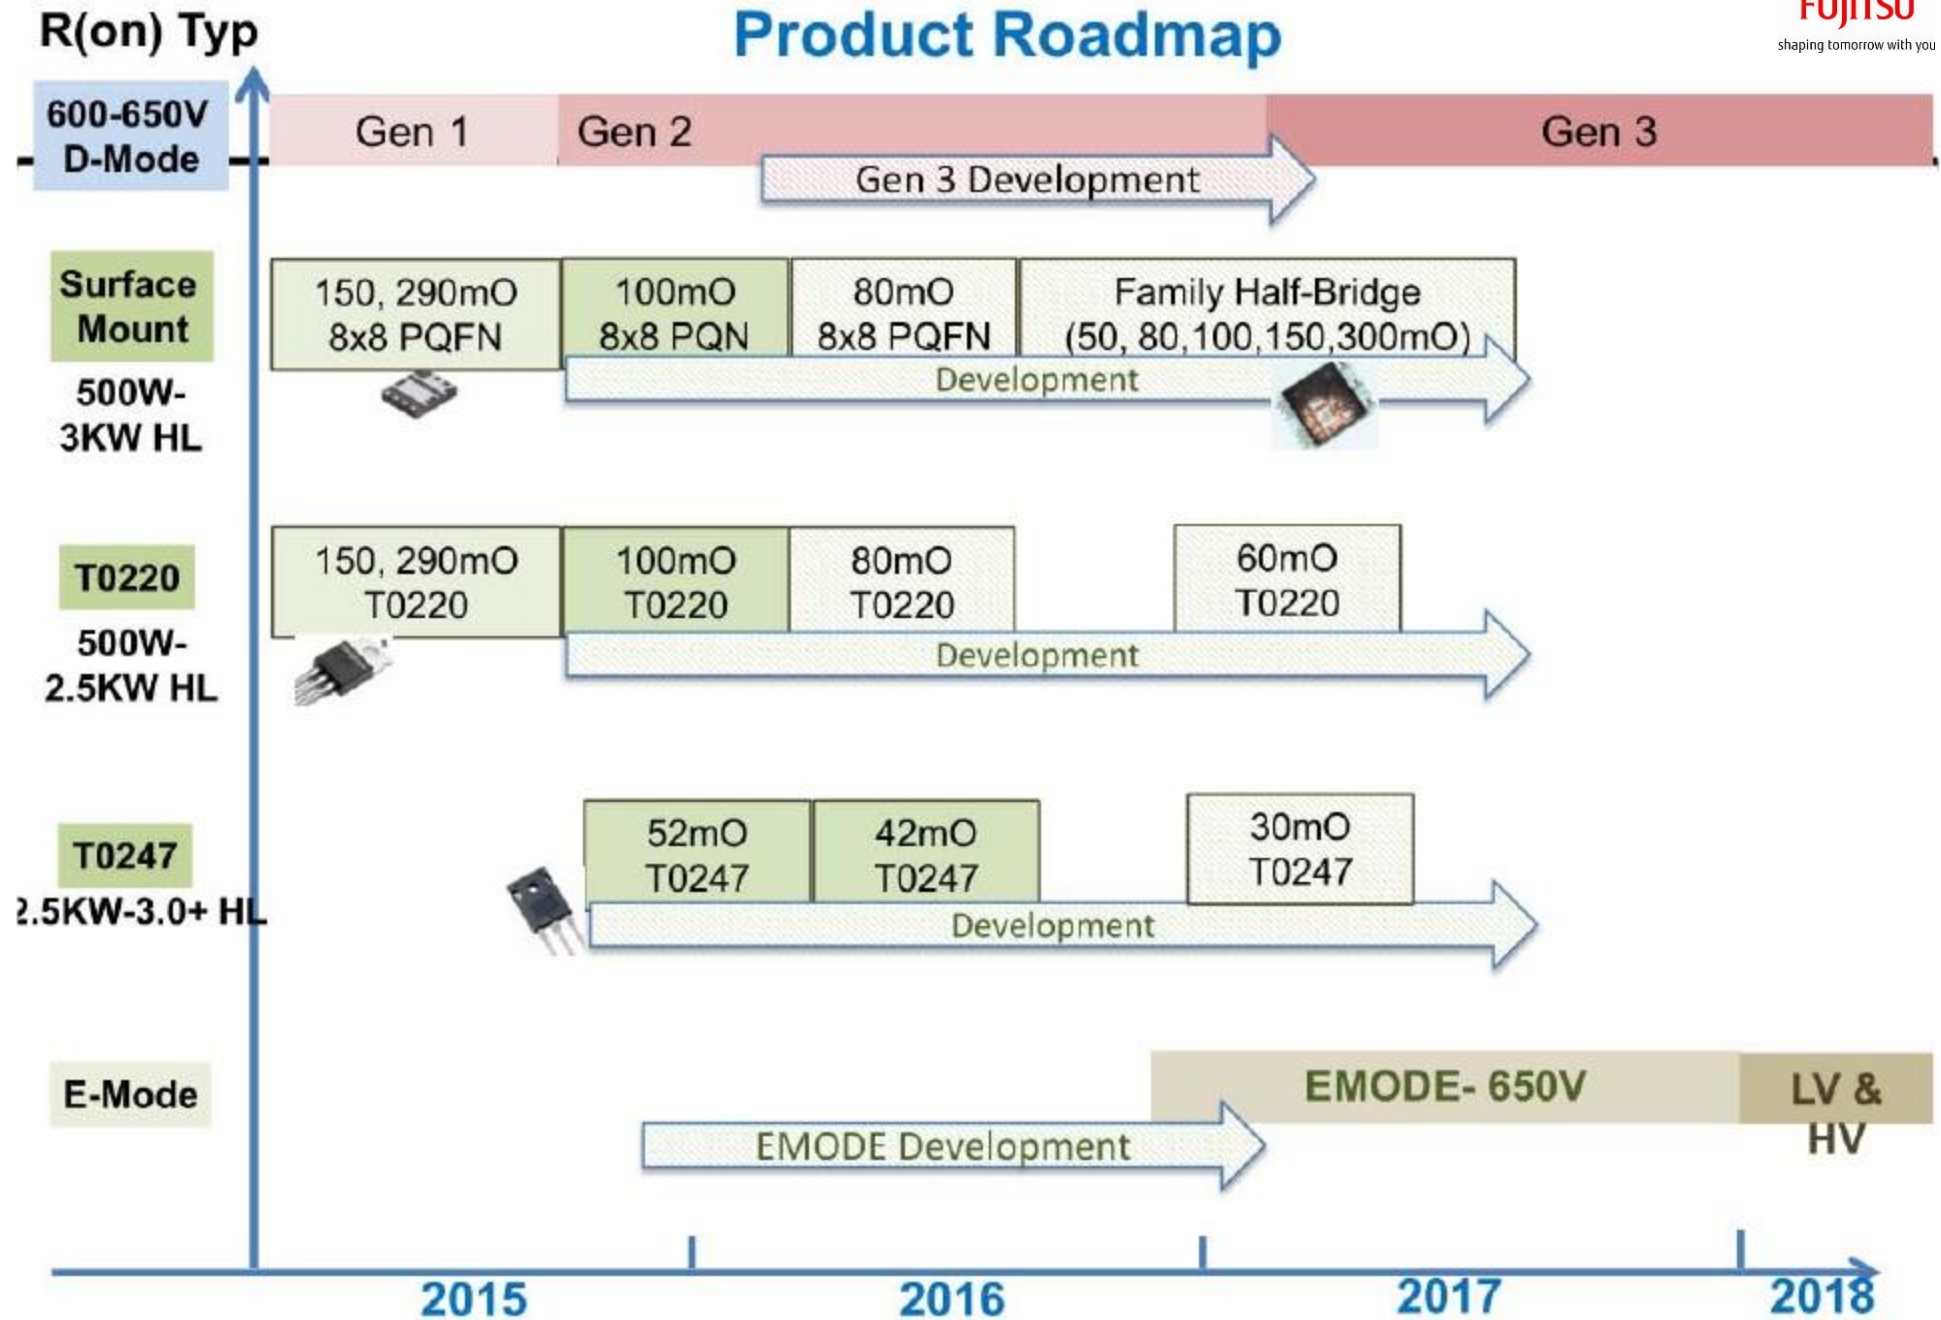 R(on) Typ
Product Roadmap
FUJITSU
shaping tomorrow with you
600-650V
D-Mode
Gen 1
Gen 2
Gen 3
Gen 3 Development
Surface
Mount
500W-
3KW HL
150, 290mO
8x8 PQFN
100mO
8x8 PQN
80mO
8x8 PQFN
Family Half-Bridge
(50, 80,100,150,300mO)
Development
T0220
500W-
2.5KW HL
150, 290mO
T0220
100mO
T0220
80mO
T0220
60mO
T0220
Development
T0247
2.5KW-3.0+ HL
52mO
T0247
42mO
T0247
30mO
T0247
Development
E-Mode
EMODE- 650V
LV &
HV
EMODE Development
2015
2016
2017
2018